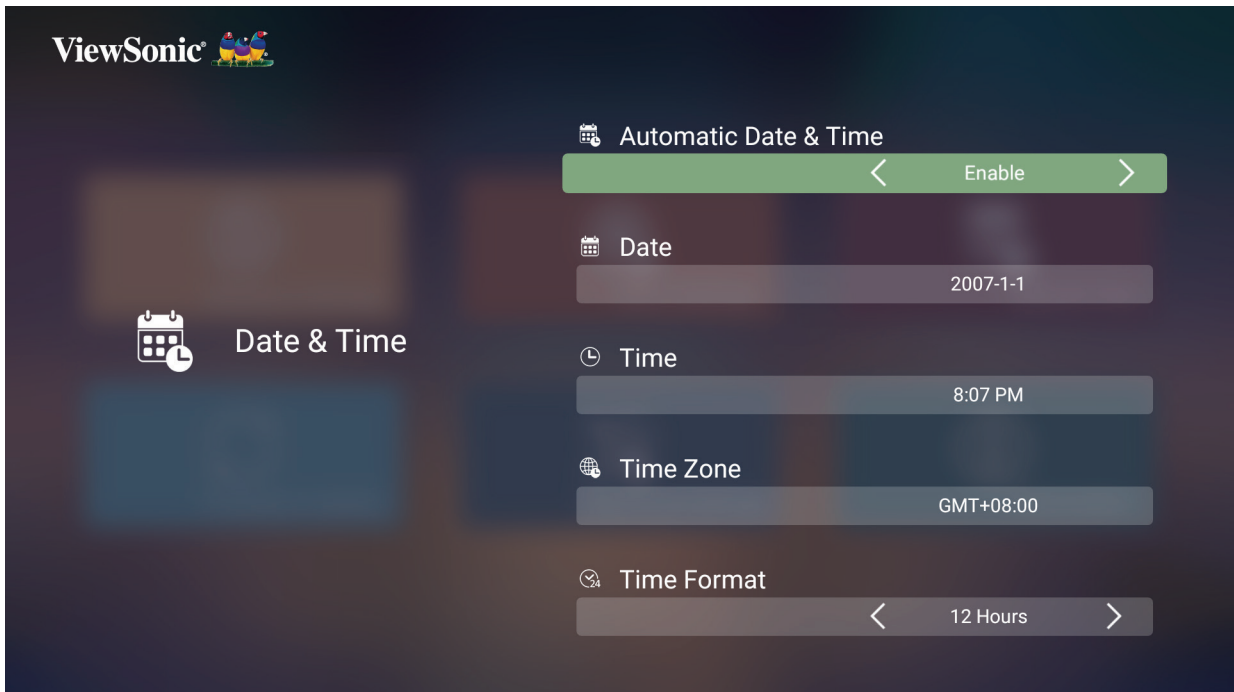 ViewSonic
Automatic Date & Time
Enable
Date
2007-1-1
Date & Time
Time
8:07 PM
Time Zone
GMT+08:00
Time Format
12 Hours